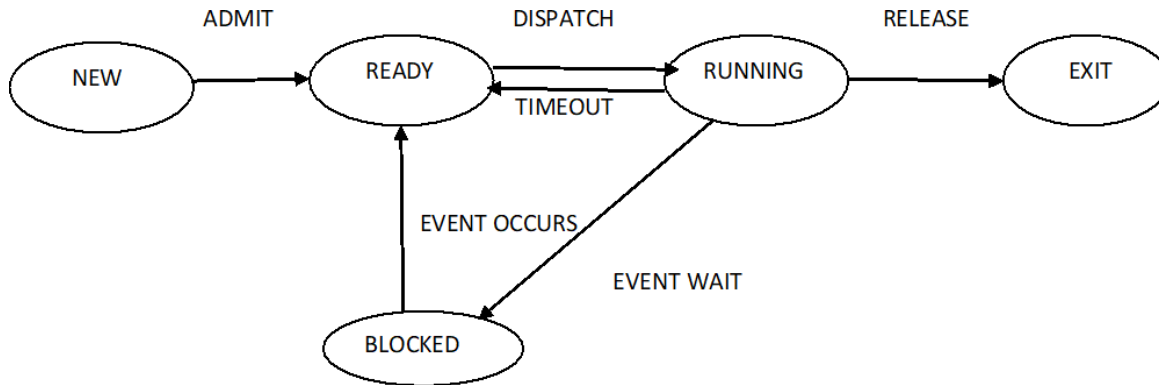 ADMIT
DISPATCH
RELEASE
NEW
READY
RUNNING
EXIT
TIMEOUT
EVENT OCCURS
EVENT WAIT
BLOCKED